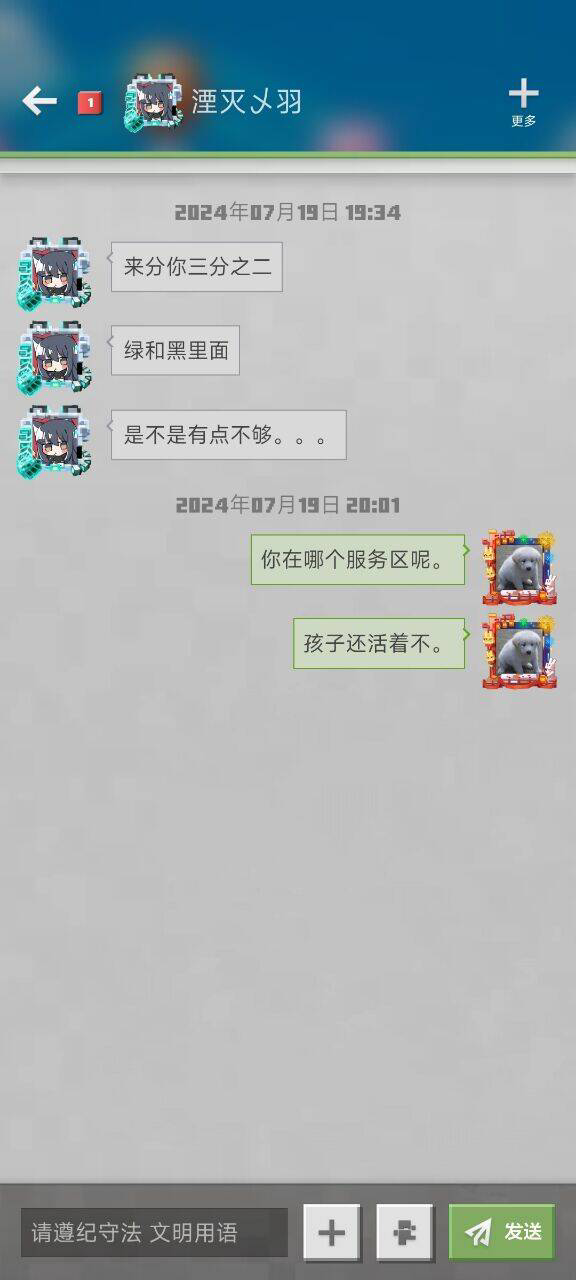 1
湮灭乄羽
更多
2024年07月19日 19:34
来分你三分之二
绿和黑里面
是不是有点不够。。。
2024年07月19日 20:01
你在哪个服务区呢。
孩子还活着不。
请遵纪守法 文明用语
发送